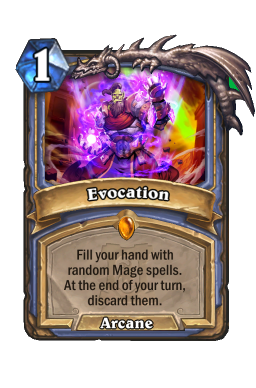 1
Evocation
Fill your hand with
random Mage spells.
At the end of your turn,
discard them.
Arcane